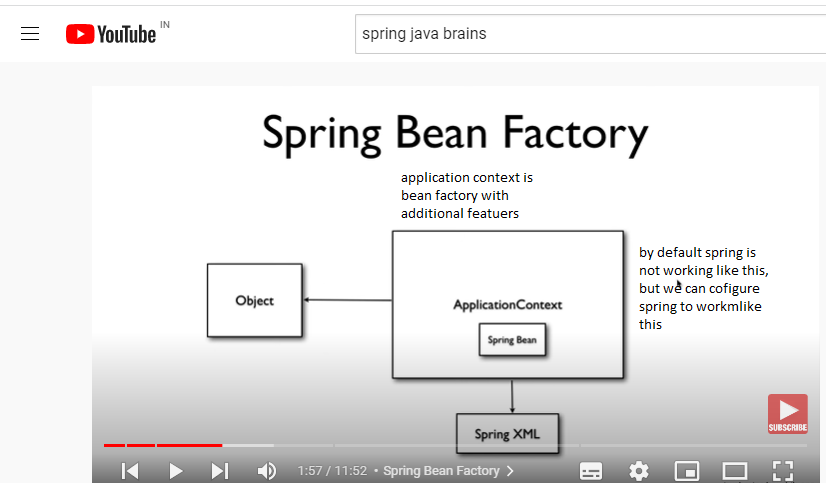 YouTube IN
spring java brains
Spring Bean Factory
application context is
bean factory with
additional featuers
by default spring is
not working like this,
but we can cofigure
spring to workmlike
this
Object
ApplicationContext
Spring Bean
Spring XML
SUBSCRIBE
1:57 / 11:52 • Spring Bean Factory >